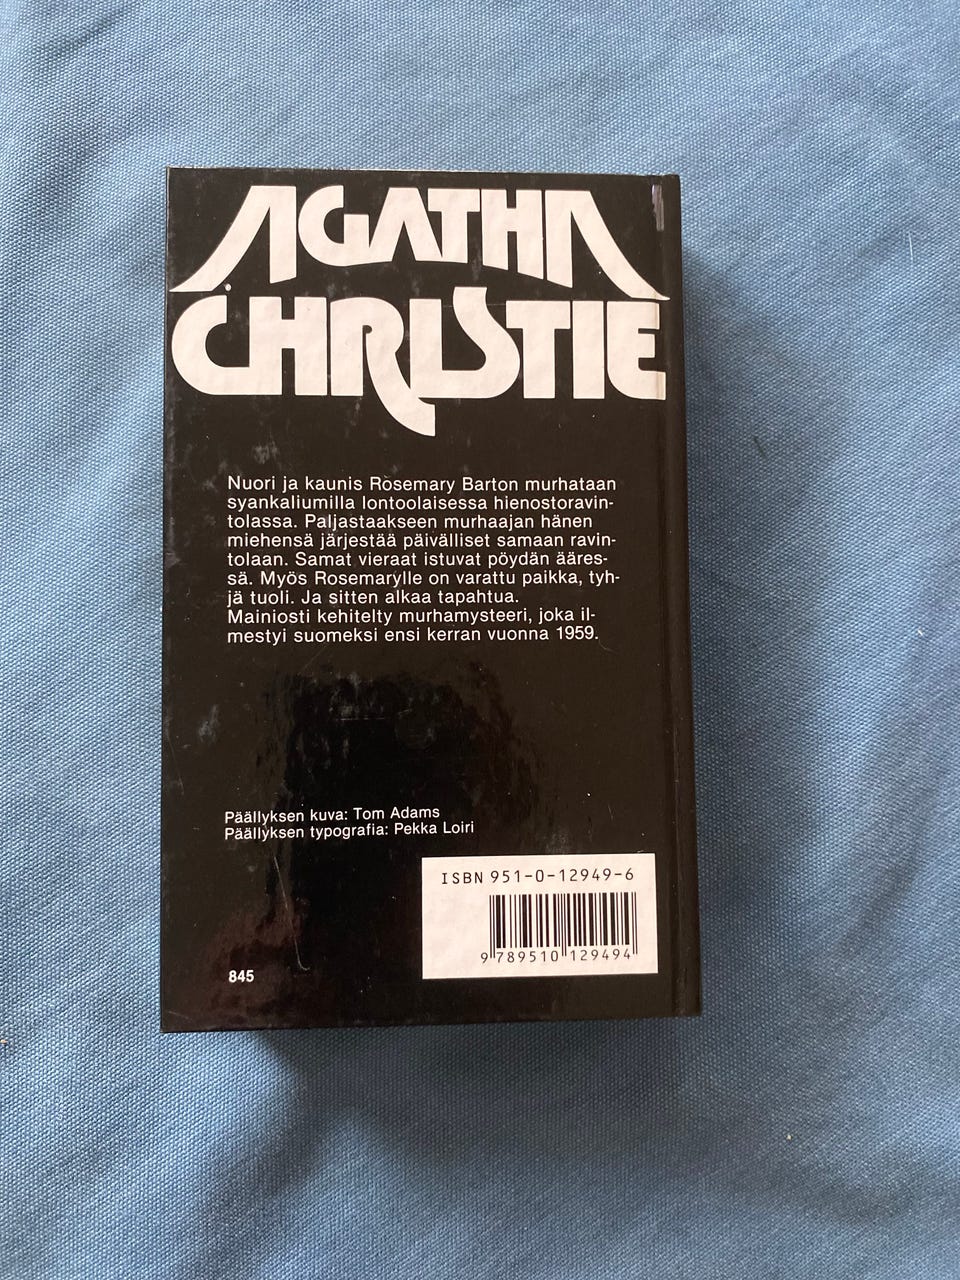 AGATHA
CHRISTIE
Nuori ja kaunis Rosemary Barton murhataan
syankaliumilla lontoolaisessa hienostoravin-
tolassa. Paljastaakseen murhaajan hänen
miehensä järjestää päivälliset samaan ravin-
tolaan. Samat vieraat istuvat pöydän ääres-
sä. Myös Rosemarylle on varattu paikka, tyh-
jä tuoli. Ja sitten alkaa tapahtua.
Mainiosti kehitelty murhamysteeri, joka il-
mestyi suomeksi ensi kerran vuonna 1959.
Päällyksen kuva: Tom Adams
Päällyksen typografia: Pekka Loiri
ISBN 951-0-12949-6
9 789510 129494
845